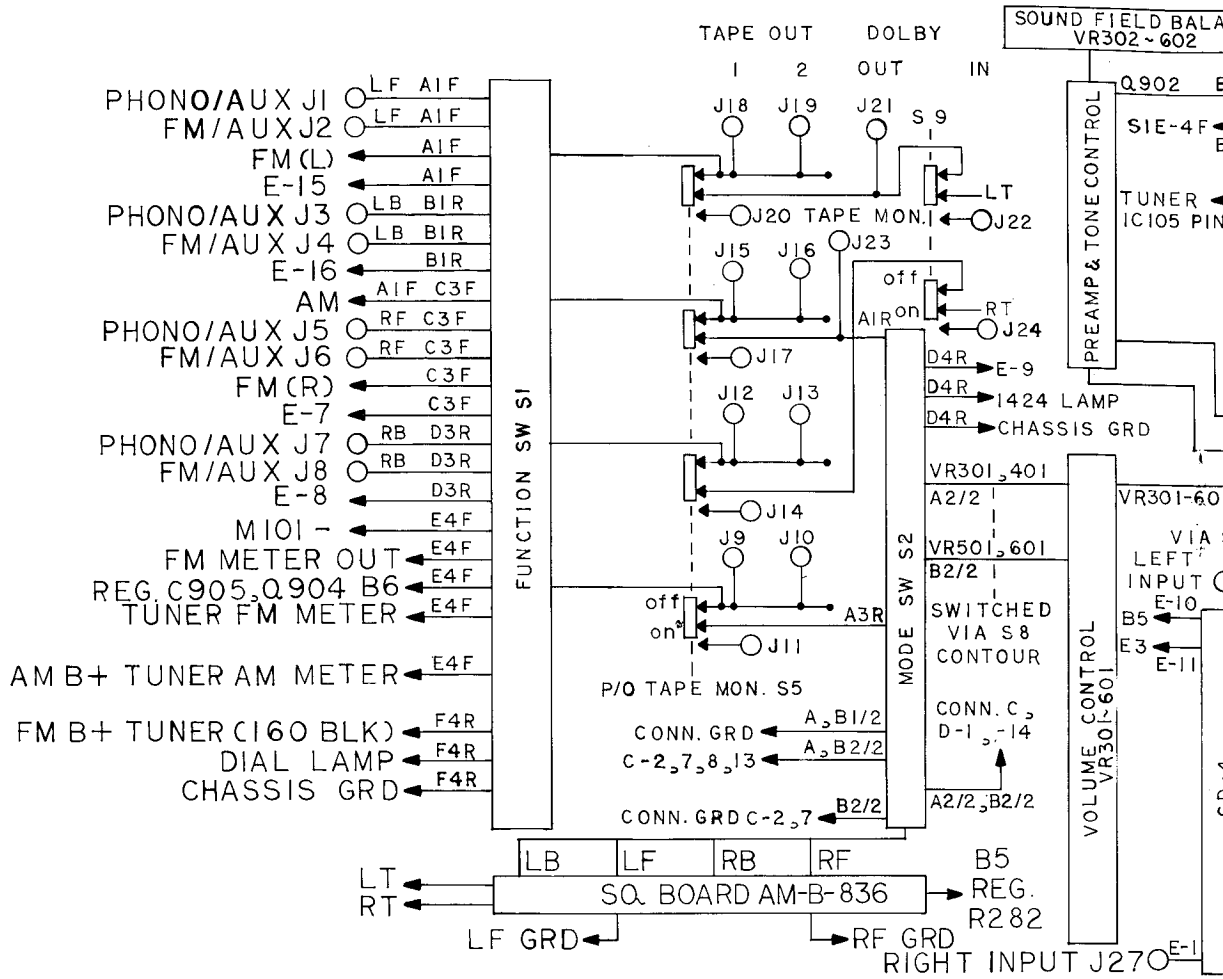 SOUND FIELD BALA
VR302~602
TAPE OUT DOLBY
1 2 OUT IN
J18 J19 J21 S9
PHONO/AUX J1 LF A1F
FM/AUX J2 LF A1F
FM(L) A1F
E-15 A1F
PHONO/AUX J3 LB B1R
FM/AUX J4 LB B1R
E-16 B1R
AM A1F C3F
PHONO/AUX J5 RF C3F
FM/AUX J6 RF C3F
FM(R) C3F
E-7 C3F
PHONO/AUX J7 RB D3R
FM/AUX J8 RB D3R
E-8 D3R
M101- E4F
FM METER OUT E4F
REG. C905,Q904 B6 E4F
TUNER FM METER E4F
AM B+ TUNER AM METER E4F
FM B+ TUNER (160 BLK) F4R
DIAL LAMP F4R
CHASSIS GRD F4R
FUNCTION SW S1
LT
J20 TAPE MON. J22
J23
J15 J16
off
on
RT
J24
A1R
J17
J12 J13
J14
J9 J10
off
on
A3R
J11
P/O TAPE MON. S5
CONN. GRD A,B1/2
C-2,7,8,13 A,B2/2
CONN. GRD C-2,7 B2/2
MODE SW S2
D4R E-9
D4R 1424 LAMP
D4R CHASSIS GRD
VR301,401
A2/2
VR501,601
B2/2
SWITCHED
VIA S8
CONTOUR
CONN. C,
D-1,-14
A2/2,B2/2
PREAMP & TONE CONTROL
Q902
S1E-4F
TUNER
IC105 PIN
VOLUME CONTROL
VR301-601
VR301-60
VIA
LEFT
INPUT
E-10
B5
E3
E-11
LB LF RB RF
LT
RT
SQ BOARD AM-B-836
B5
REG.
R282
LF GRD
RF GRD
RIGHT INPUT J27 E-1